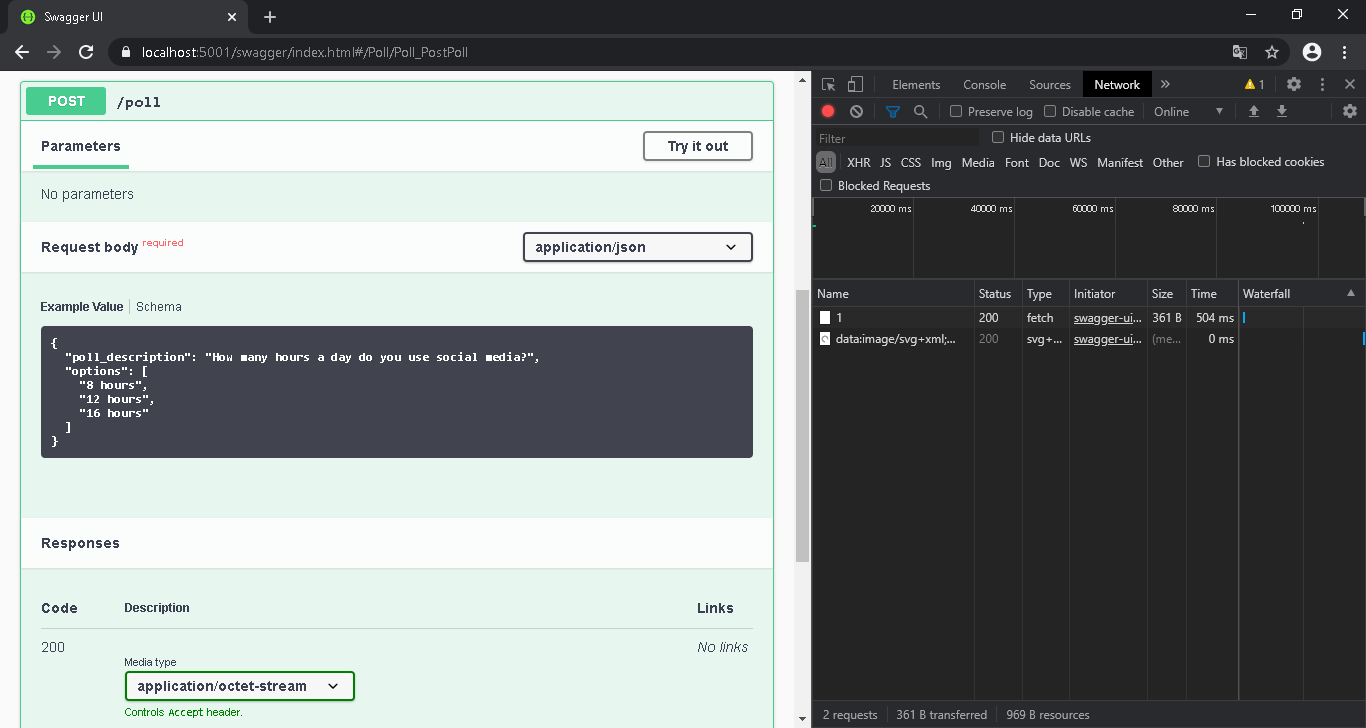 Swagger UI
localhost:5001/swagger/index.html#/Poll/Poll_PostPoll
POST /poll
Parameters
Try it out
No parameters
Request body required
application/json
Example Value Schema
{
"poll_description": "How many hours a day do you use social media?",
"options": [
"8 hours",
"12 hours",
"16 hours"
]
}
Responses
Code Description Links
200 No links
Media type
application/octet-stream
Controls Accept header.
Elements Console Sources Network » 1
Preserve log Disable cache Online
Filter Hide data URLs
All XHR JS CSS Img Media Font Doc WS Manifest Other Has blocked cookies
Blocked Requests
20000 ms 40000 ms 60000 ms 80000 ms 100000 ms
Name Status Type Initiator Size Time Waterfall
1 200 fetch swagger-ui... 361 B 504 ms
data:image/svg+xml;... 200 svg+... swagger-ui... (me... 0 ms
2 requests 361 B transferred 969 B resources